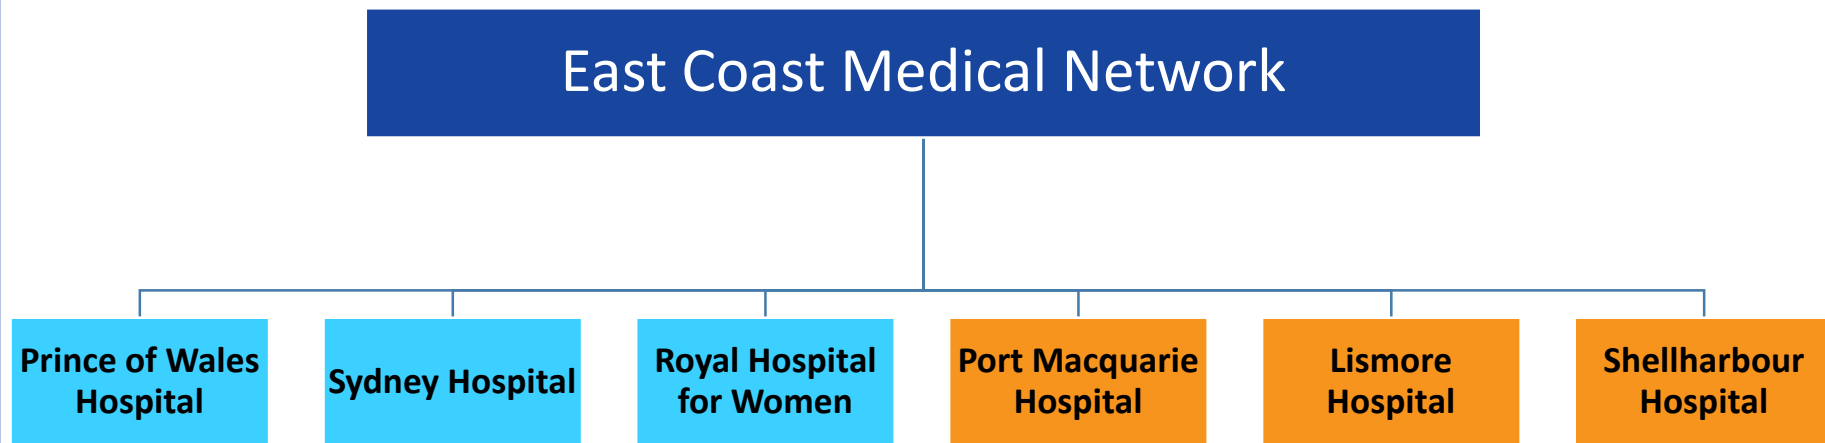 East Coast Medical Network
Prince of Wales
Hospital
Sydney Hospital
Royal Hospital
for Women
Port Macquarie
Hospital
Lismore
Hospital
Shellharbour
Hospital